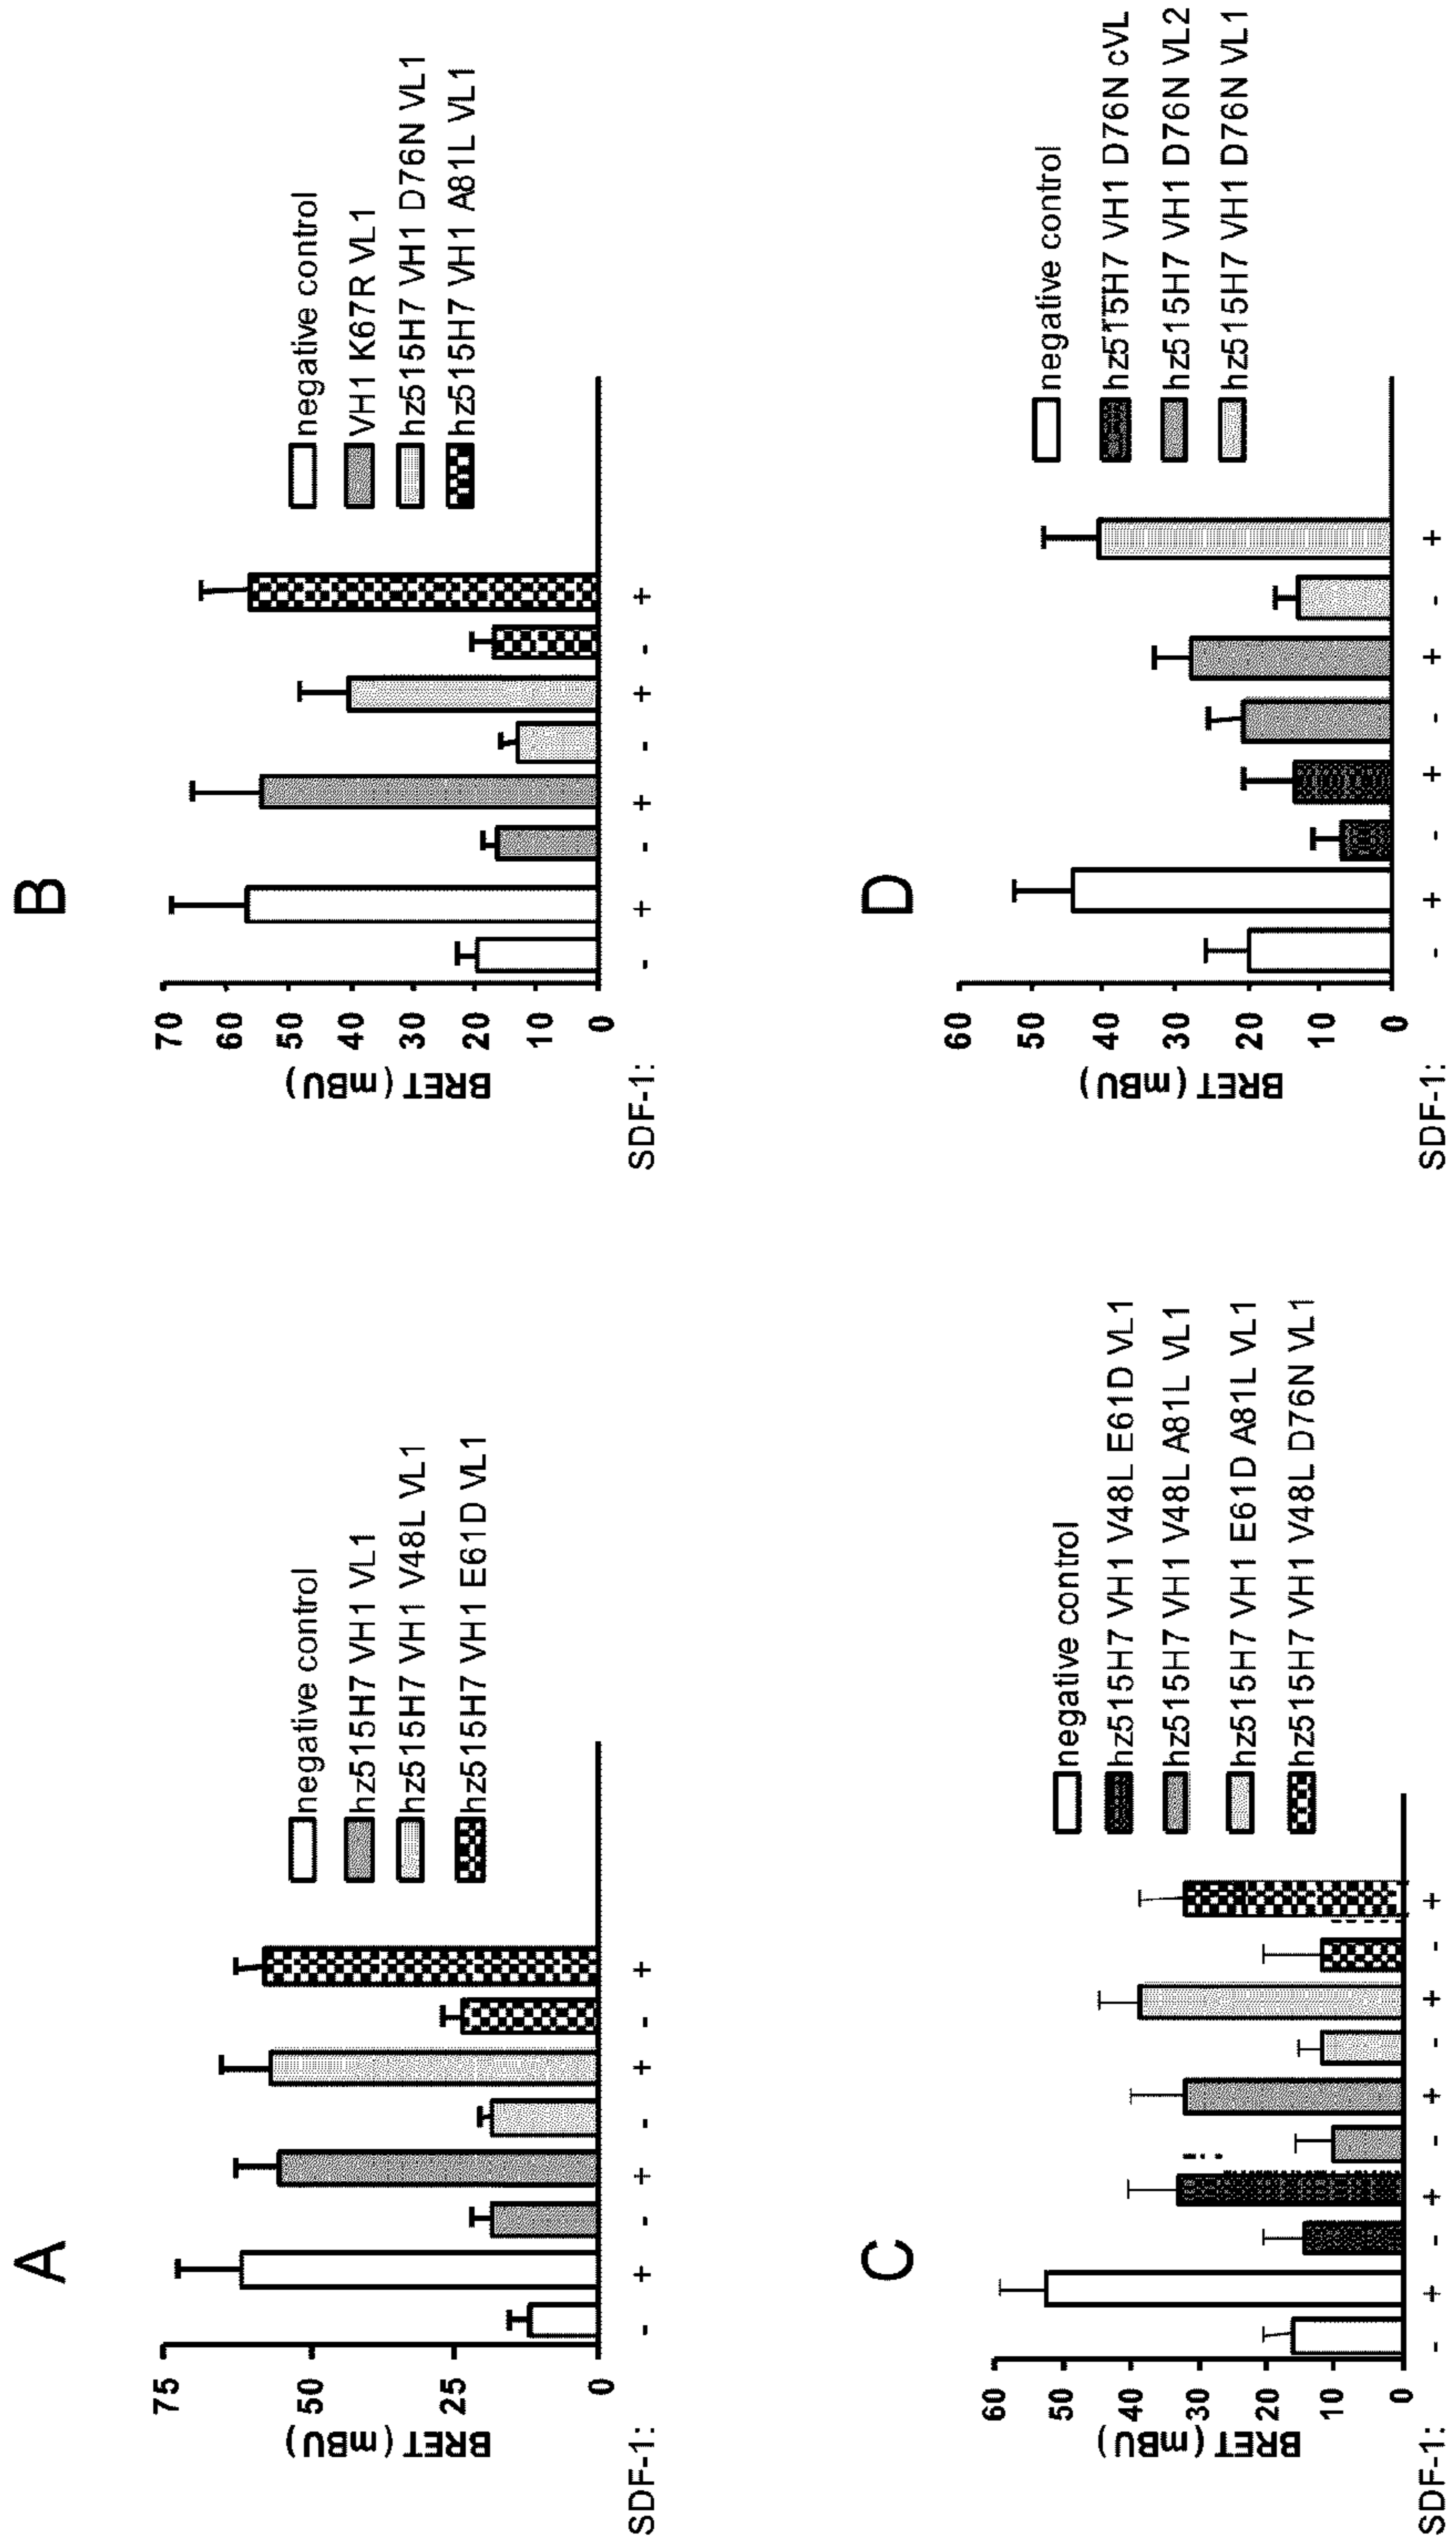 A
BRET (mBU)
75
50
25
0
SDF-1:
- + - + - + - +
negative control
hz515H7 VH1 VL1
hz515H7 VH1 V48L VL1
hz515H7 VH1 E61D VL1
B
BRET (mBU)
70
60
50
40
30
20
10
0
SDF-1:
- + - + - + - +
negative control
VH1 K67R VL1
hz515H7 VH1 D76N VL1
hz515H7 VH1 A81L VL1
C
BRET (mBU)
60
50
40
30
20
10
0
SDF-1:
- + - + - + - + - +
negative control
hz515H7 VH1 V48L E61D VL1
hz515H7 VH1 V48L A81L VL1
hz515H7 VH1 E61D A81L VL1
hz515H7 VH1 V48L D76N VL1
D
BRET (mBU)
60
50
40
30
20
10
0
SDF-1:
- + - + - + - +
negative control
hz515H7 VH1 D76N cVL
hz515H7 VH1 D76N VL2
hz515H7 VH1 D76N VL1